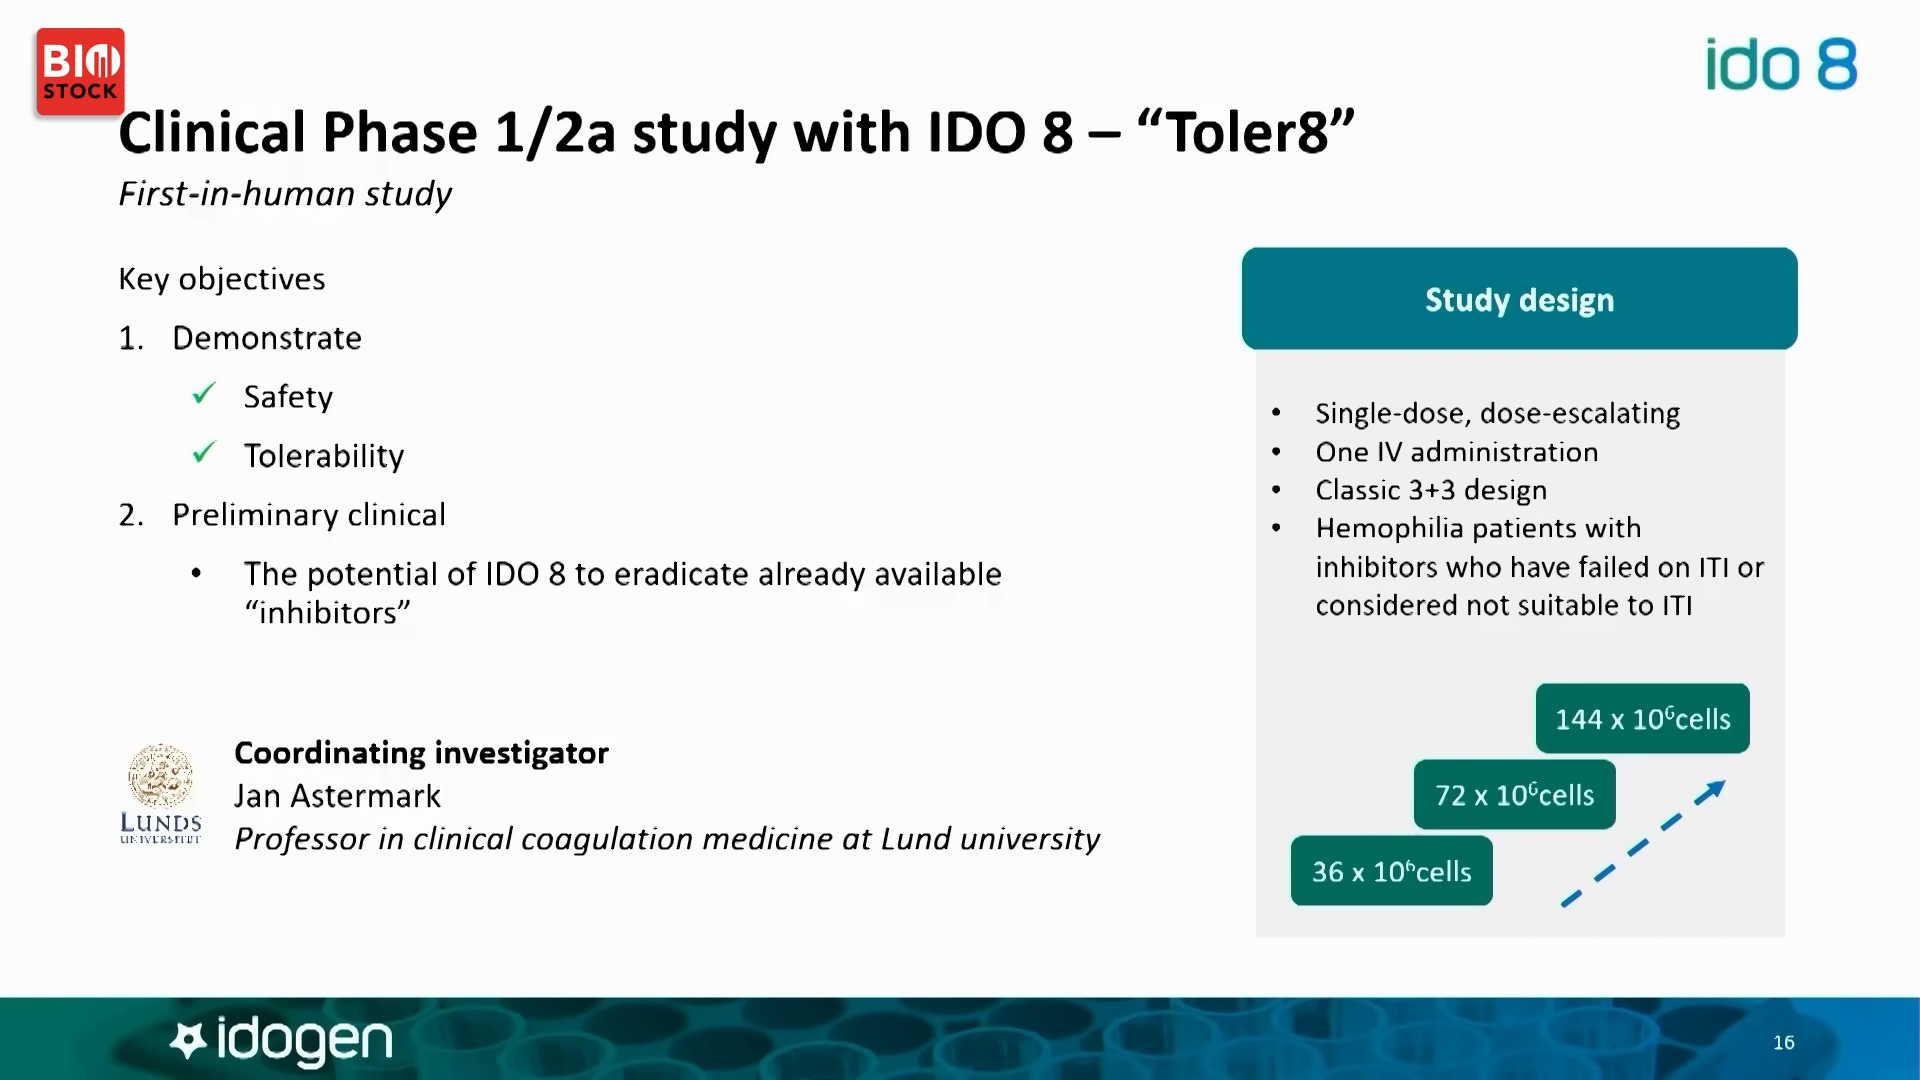 BIO
STOCK
ido 8
Clinical Phase 1/2a study with IDO 8 – “Toler8”
First-in-human study
Key objectives
1. Demonstrate
✓ Safety
✓ Tolerability
2. Preliminary clinical
• The potential of IDO 8 to eradicate already available
“inhibitors”
LUNDS
UNIVERSITET
Coordinating investigator
Jan Astermark
Professor in clinical coagulation medicine at Lund university
Study design
• Single-dose, dose-escalating
• One IV administration
• Classic 3+3 design
• Hemophilia patients with
inhibitors who have failed on ITI or
considered not suitable to ITI
144 x 10⁶cells
72 x 10⁶cells
36 x 10⁶cells
idogen
16